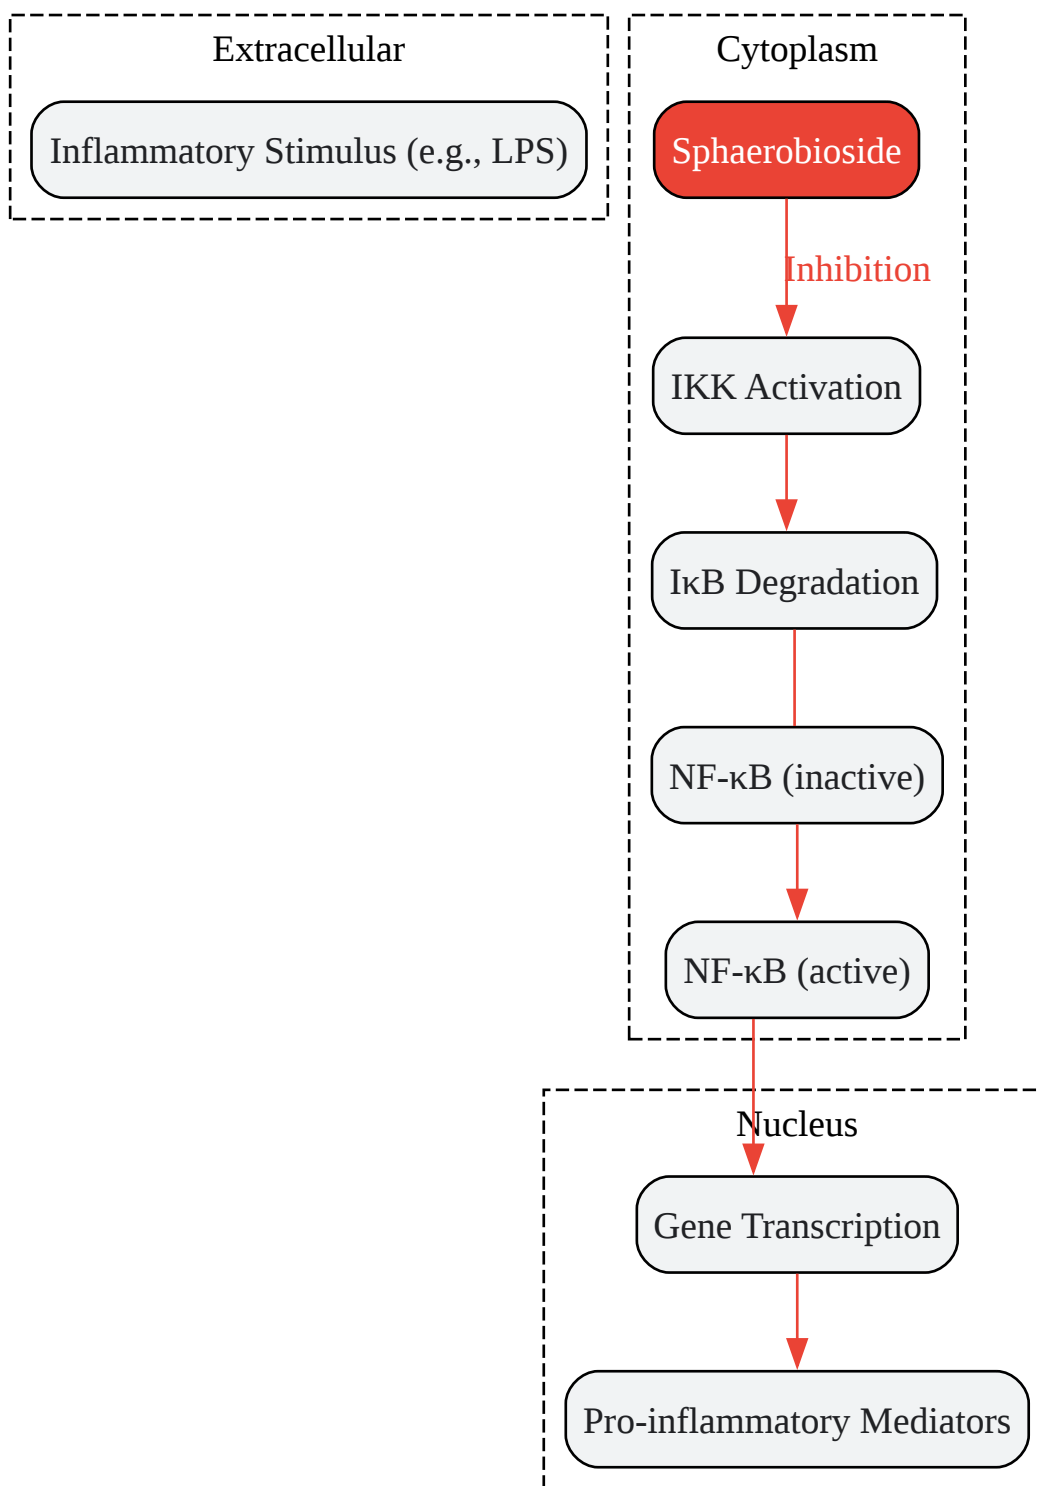 Extracellular
Inflammatory Stimulus (e.g., LPS)
Cytoplasm
Sphaerobioside
Inhibition
IKK Activation
IκB Degradation
NF-κB (inactive)
NF-κB (active)
Nucleus
Gene Transcription
Pro-inflammatory Mediators